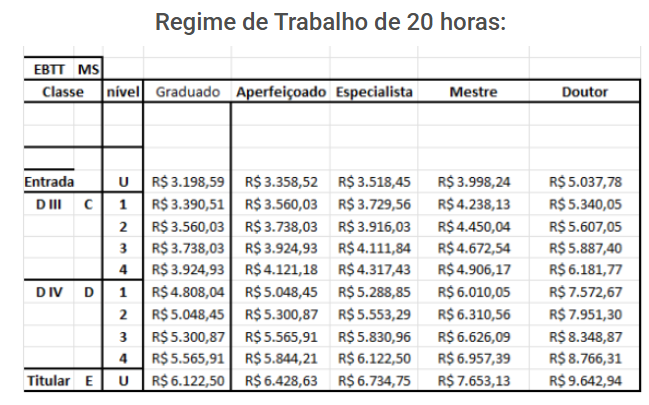 Regime de Trabalho de 20 horas:
EBTT MS
Classe nível Graduado Aperfeiçoado Especialista Mestre Doutor
Entrada U R$ 3.198,59 R$ 3.358,52 R$ 3.518,45 R$ 3.998,24 R$ 5.037,78
D III C 1 R$ 3.390,51 R$ 3.560,03 R$ 3.729,56 R$ 4.238,13 R$ 5.340,05
2 R$ 3.560,03 R$ 3.738,03 R$ 3.916,03 R$ 4.450,04 R$ 5.607,05
3 R$ 3.738,03 R$ 3.924,93 R$ 4.111,84 R$ 4.672,54 R$ 5.887,40
4 R$ 3.924,93 R$ 4.121,18 R$ 4.317,43 R$ 4.906,17 R$ 6.181,77
D IV D 1 R$ 4.808,04 R$ 5.048,45 R$ 5.288,85 R$ 6.010,05 R$ 7.572,67
2 R$ 5.048,45 R$ 5.300,87 R$ 5.553,29 R$ 6.310,56 R$ 7.951,30
3 R$ 5.300,87 R$ 5.565,91 R$ 5.830,96 R$ 6.626,09 R$ 8.348,87
4 R$ 5.565,91 R$ 5.844,21 R$ 6.122,50 R$ 6.957,39 R$ 8.766,31
Titular E U R$ 6.122,50 R$ 6.428,63 R$ 6.734,75 R$ 7.653,13 R$ 9.642,94